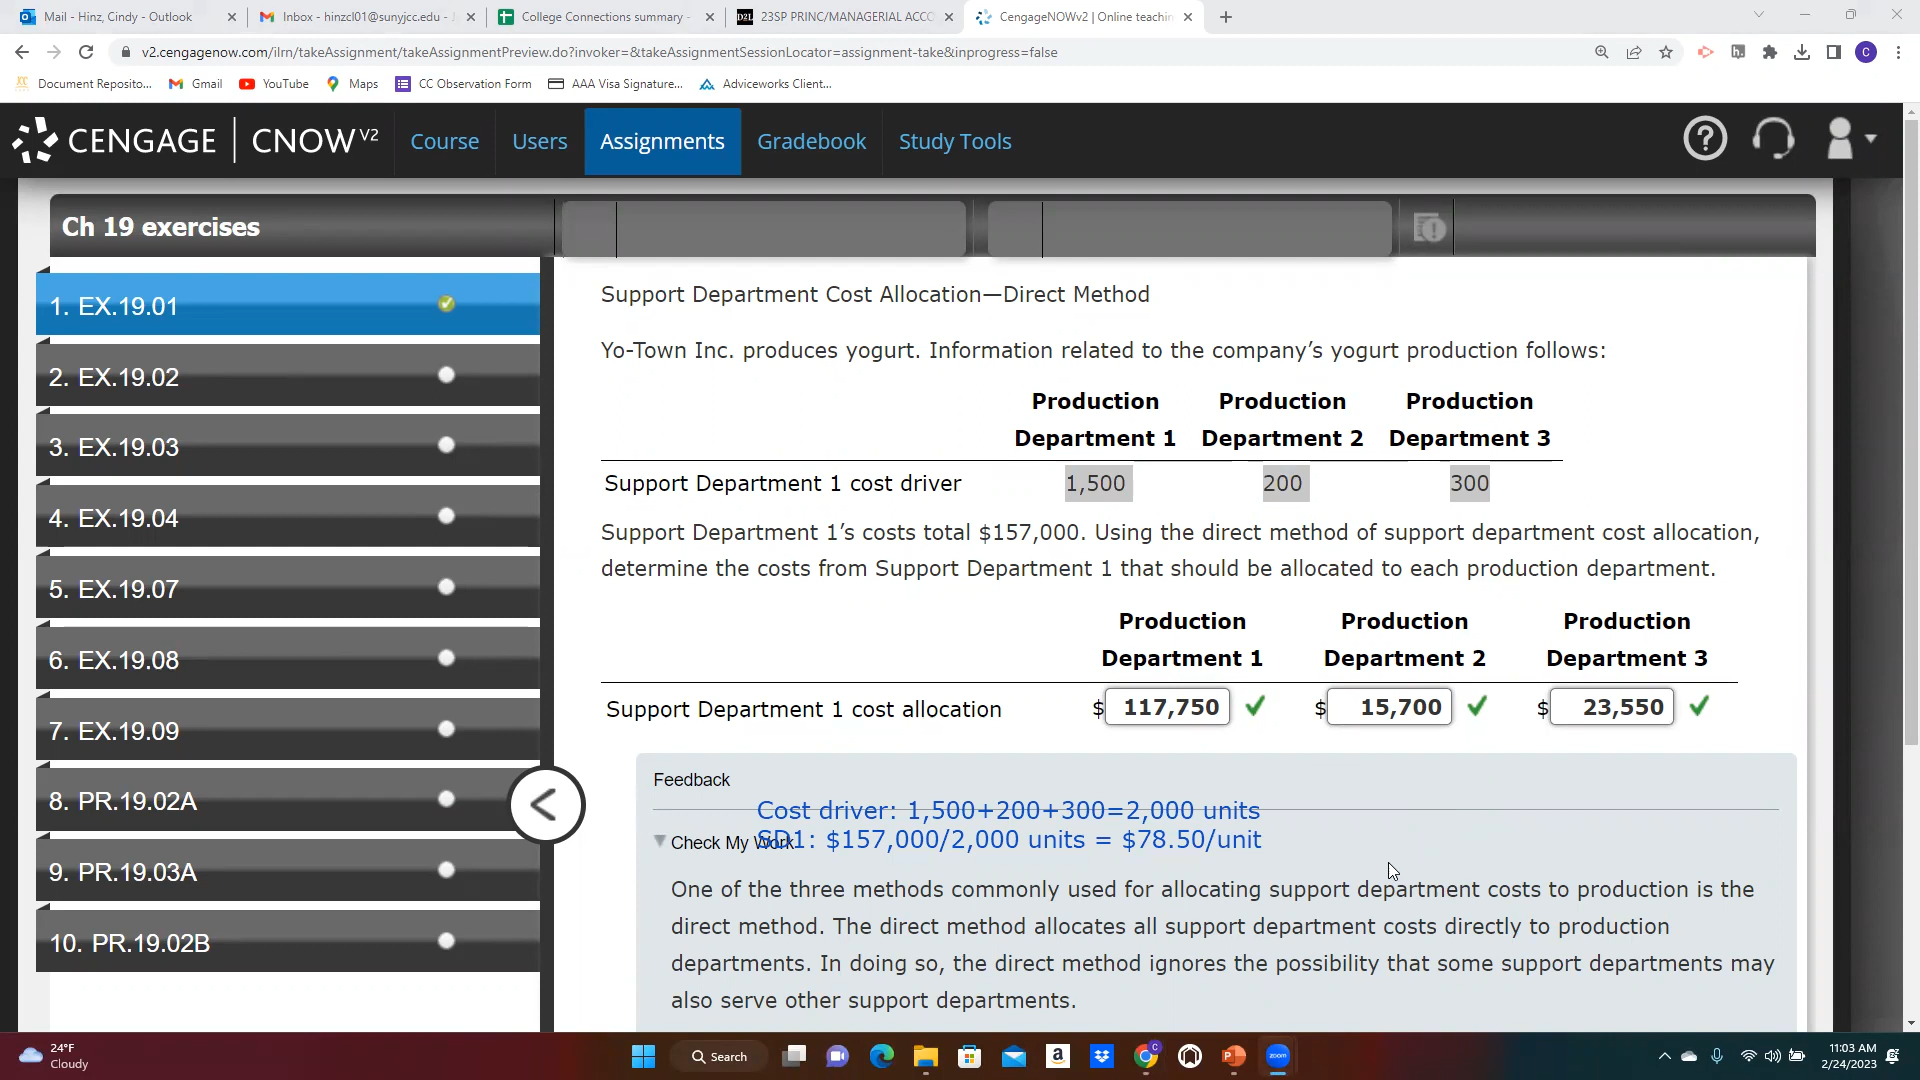 Mail - Hinz, Cindy - Outlook
Inbox - hinzcl01@sunyjcc.edu -
College Connections summary -
23SP PRINC/MANAGERIAL ACCO
CengageNOWv2 | Online teachin
v2.cengagenow.com/ilrn/takeAssignment/takeAssignmentPreview.do?invoker=&takeAssignmentSessionLocator=assignment-take&inprogress=false
Document Reposito...
Gmail
YouTube
Maps
CC Observation Form
AAA Visa Signature...
Adviceworks Client...
CENGAGE CNOWV2
Course
Users
Assignments
Gradebook
Study Tools
Ch 19 exercises
1. EX.19.01
2. EX.19.02
3. EX.19.03
4. EX.19.04
5. EX.19.07
6. EX.19.08
7. EX.19.09
8. PR.19.02A
9. PR.19.03A
10. PR.19.02B
Support Department Cost Allocation—Direct Method
Yo-Town Inc. produces yogurt. Information related to the company's yogurt production follows:
Production Production Production
Department 1 Department 2 Department 3
Support Department 1 cost driver 1,500 200 300
Support Department 1's costs total $157,000. Using the direct method of support department cost allocation,
determine the costs from Support Department 1 that should be allocated to each production department.
Production Production Production
Department 1 Department 2 Department 3
Support Department 1 cost allocation $ 117,750 $ 15,700 $ 23,550
Feedback
Cost driver: 1,500+200+300=2,000 units
SD1: $157,000/2,000 units = $78.50/unit
Check My Work
One of the three methods commonly used for allocating support department costs to production is the
direct method. The direct method allocates all support department costs directly to production
departments. In doing so, the direct method ignores the possibility that some support departments may
also serve other support departments.
24°F
Cloudy
Search
zoom
11:03 AM
2/24/2023